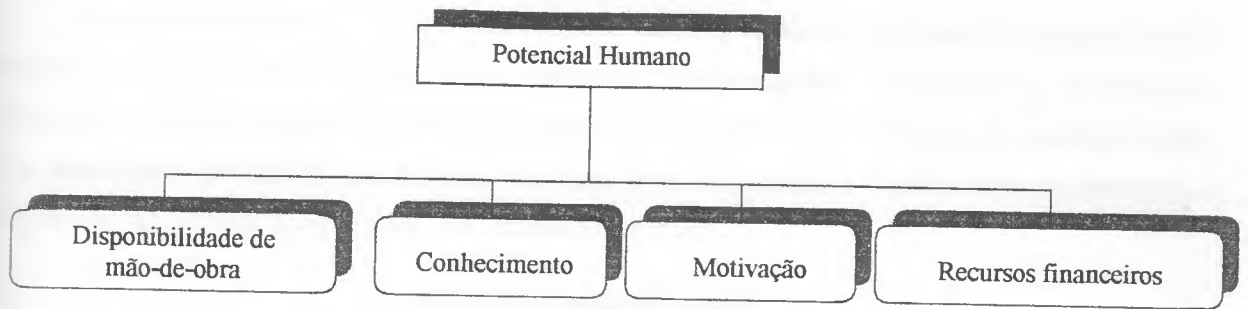 Potencial Humano
Disponibilidade de
mão-de-obra
Conhecimento
Motivação
Recursos financeiros